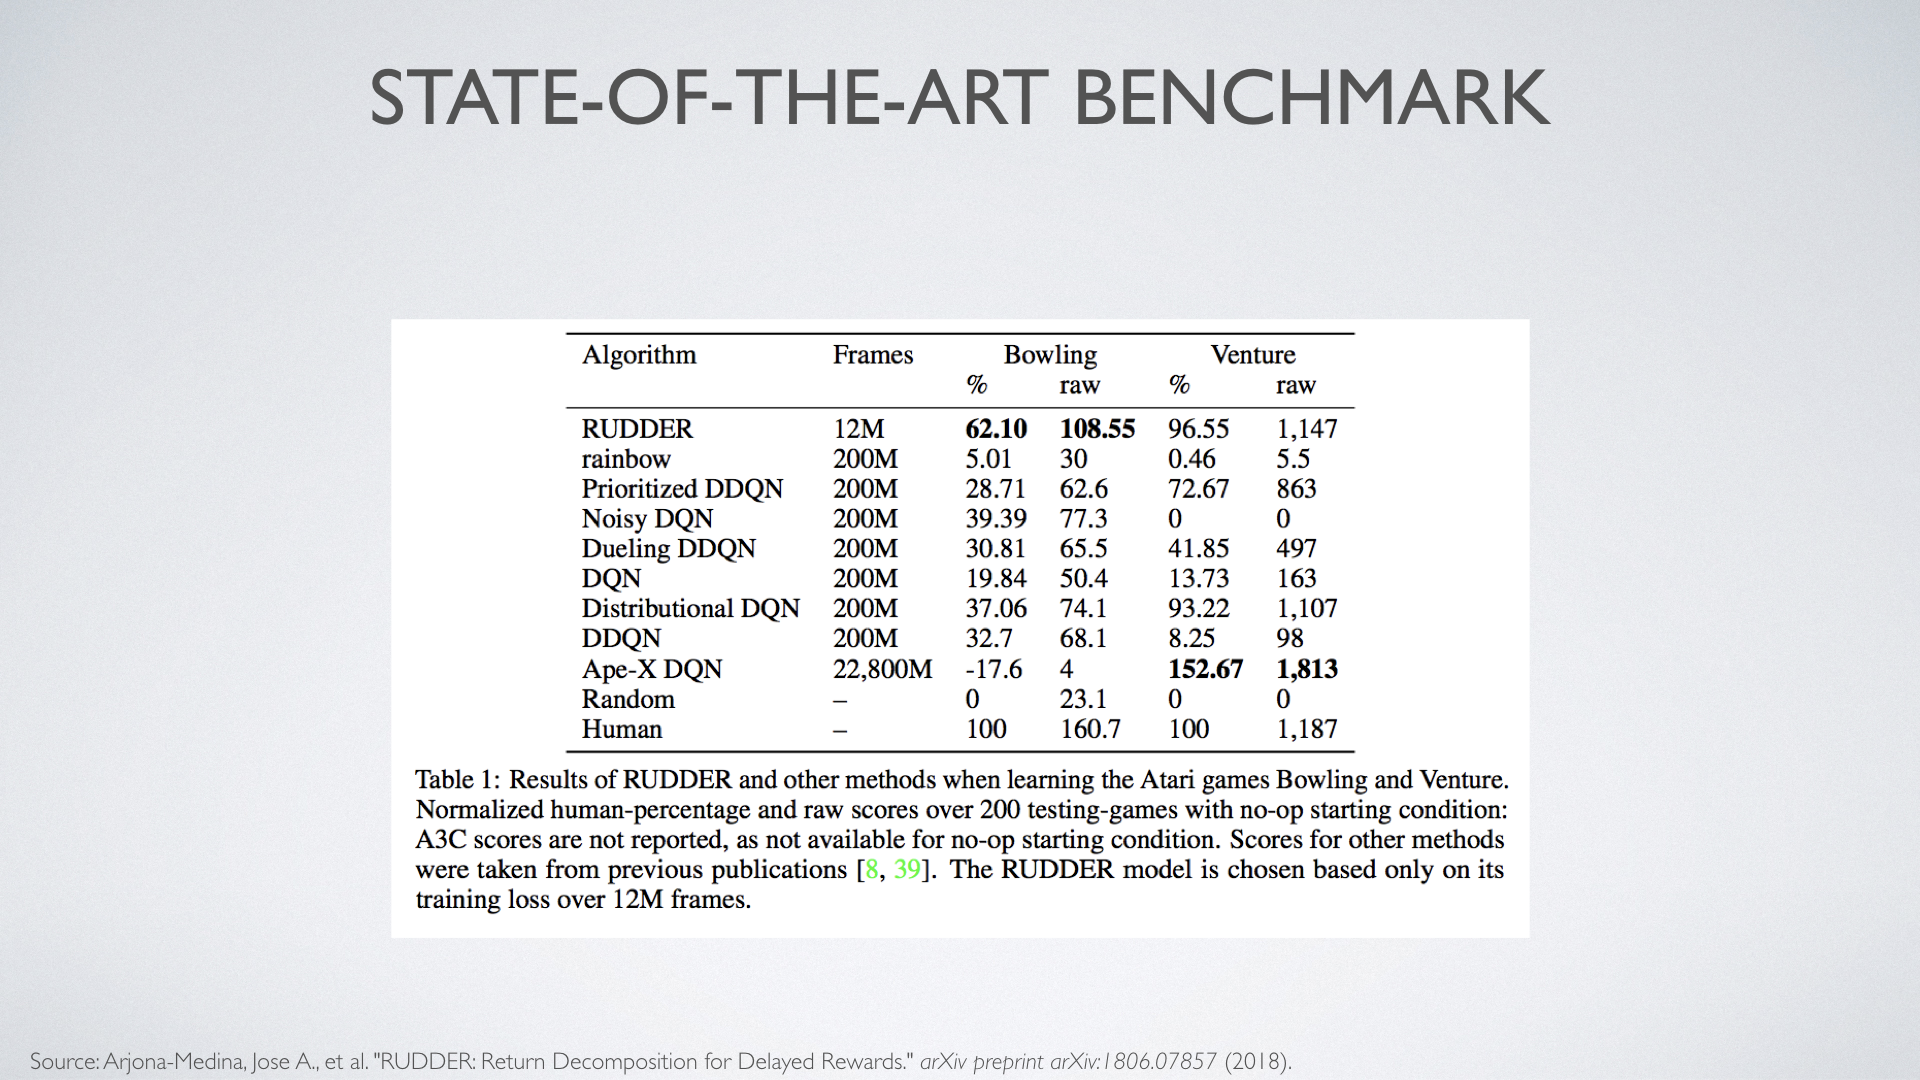 STATE-OF-THE-ART BENCHMARK
Algorithm Frames Bowling Venture
% raw % raw
RUDDER 12M 62.10 108.55 96.55 1,147
rainbow 200M 5.01 30 0.46 5.5
Prioritized DDQN 200M 28.71 62.6 72.67 863
Noisy DQN 200M 39.39 77.3 0 0
Dueling DDQN 200M 30.81 65.5 41.85 497
DQN 200M 19.84 50.4 13.73 163
Distributional DQN 200M 37.06 74.1 93.22 1,107
DDQN 200M 32.7 68.1 8.25 98
Ape-X DQN 22,800M -17.6 4 152.67 1,813
Random – 0 23.1 0 0
Human – 100 160.7 100 1,187
Table 1: Results of RUDDER and other methods when learning the Atari games Bowling and Venture.
Normalized human-percentage and raw scores over 200 testing-games with no-op starting condition:
A3C scores are not reported, as not available for no-op starting condition. Scores for other methods
were taken from previous publications [8, 39]. The RUDDER model is chosen based only on its
training loss over 12M frames.
Source: Arjona-Medina, Jose A., et al. "RUDDER: Return Decomposition for Delayed Rewards." arXiv preprint arXiv:1806.07857 (2018).